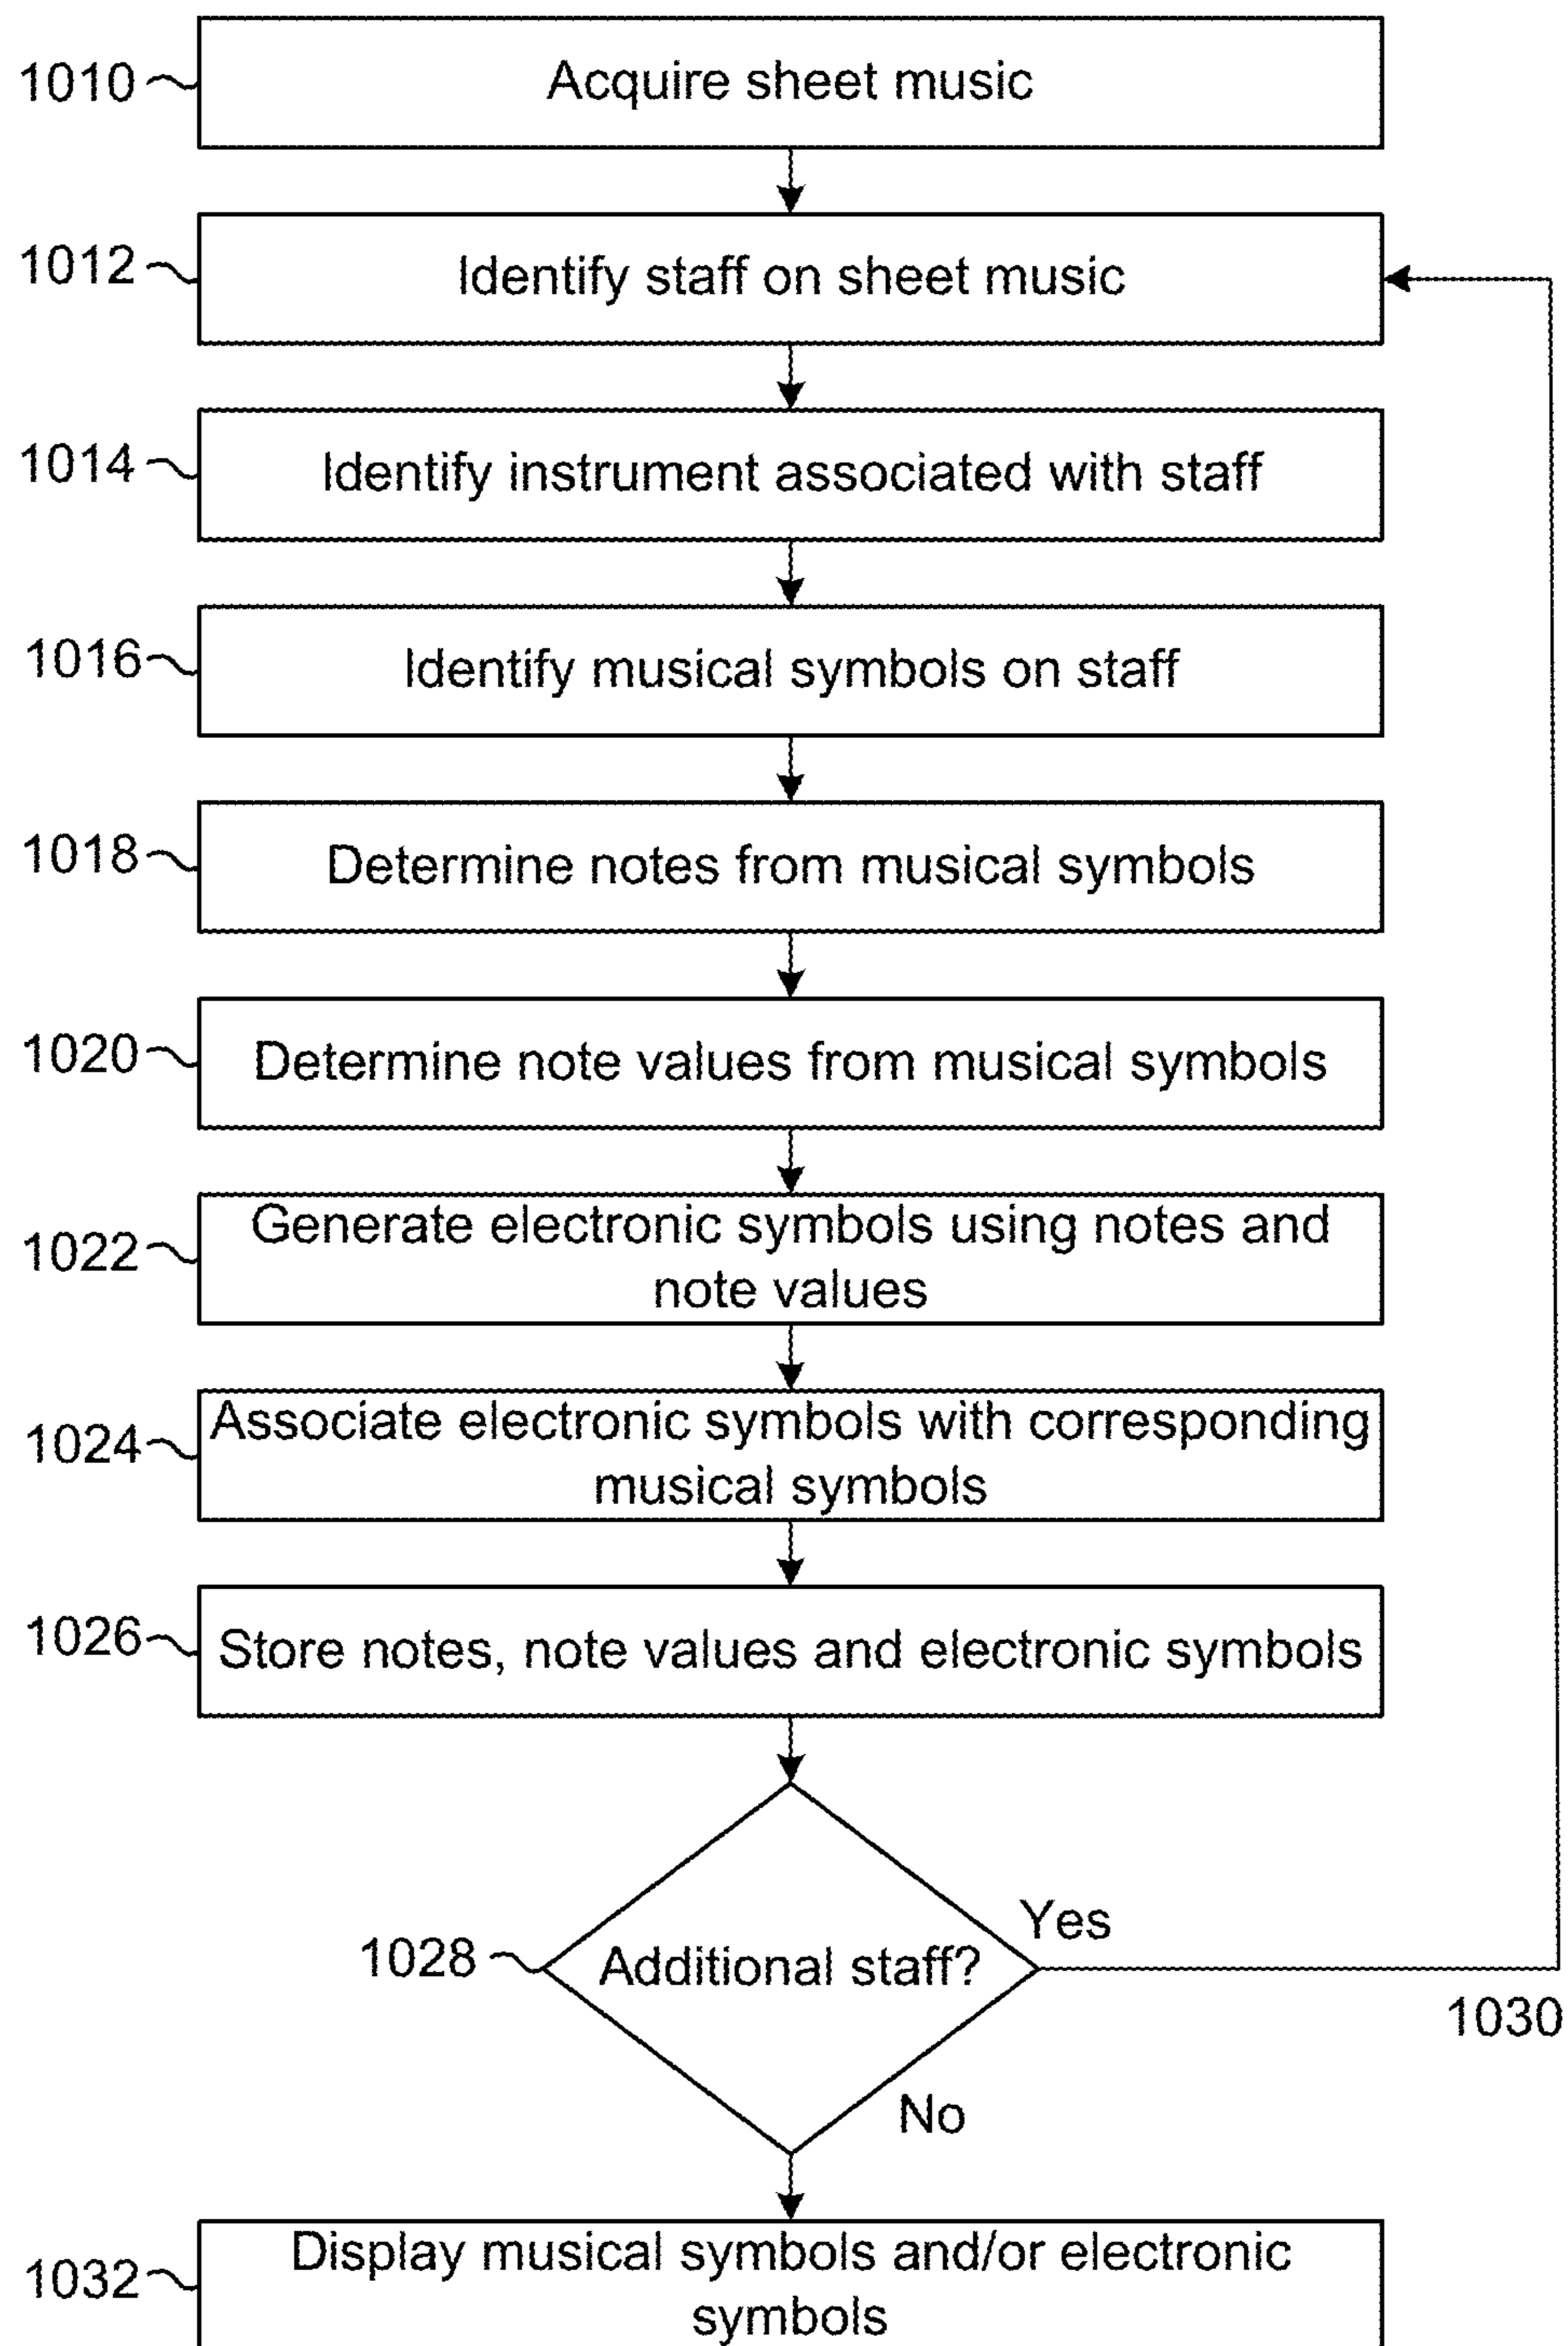 1010
Acquire sheet music
1012
Identify staff on sheet music
1014
Identify instrument associated with staff
1016
Identify musical symbols on staff
1018
Determine notes from musical symbols
1020
Determine note values from musical symbols
1022
Generate electronic symbols using notes and
note values
1024
Associate electronic symbols with corresponding
musical symbols
1026
Store notes, note values and electronic symbols
1028
Additional staff?
Yes
1030
No
1032
Display musical symbols and/or electronic
symbols